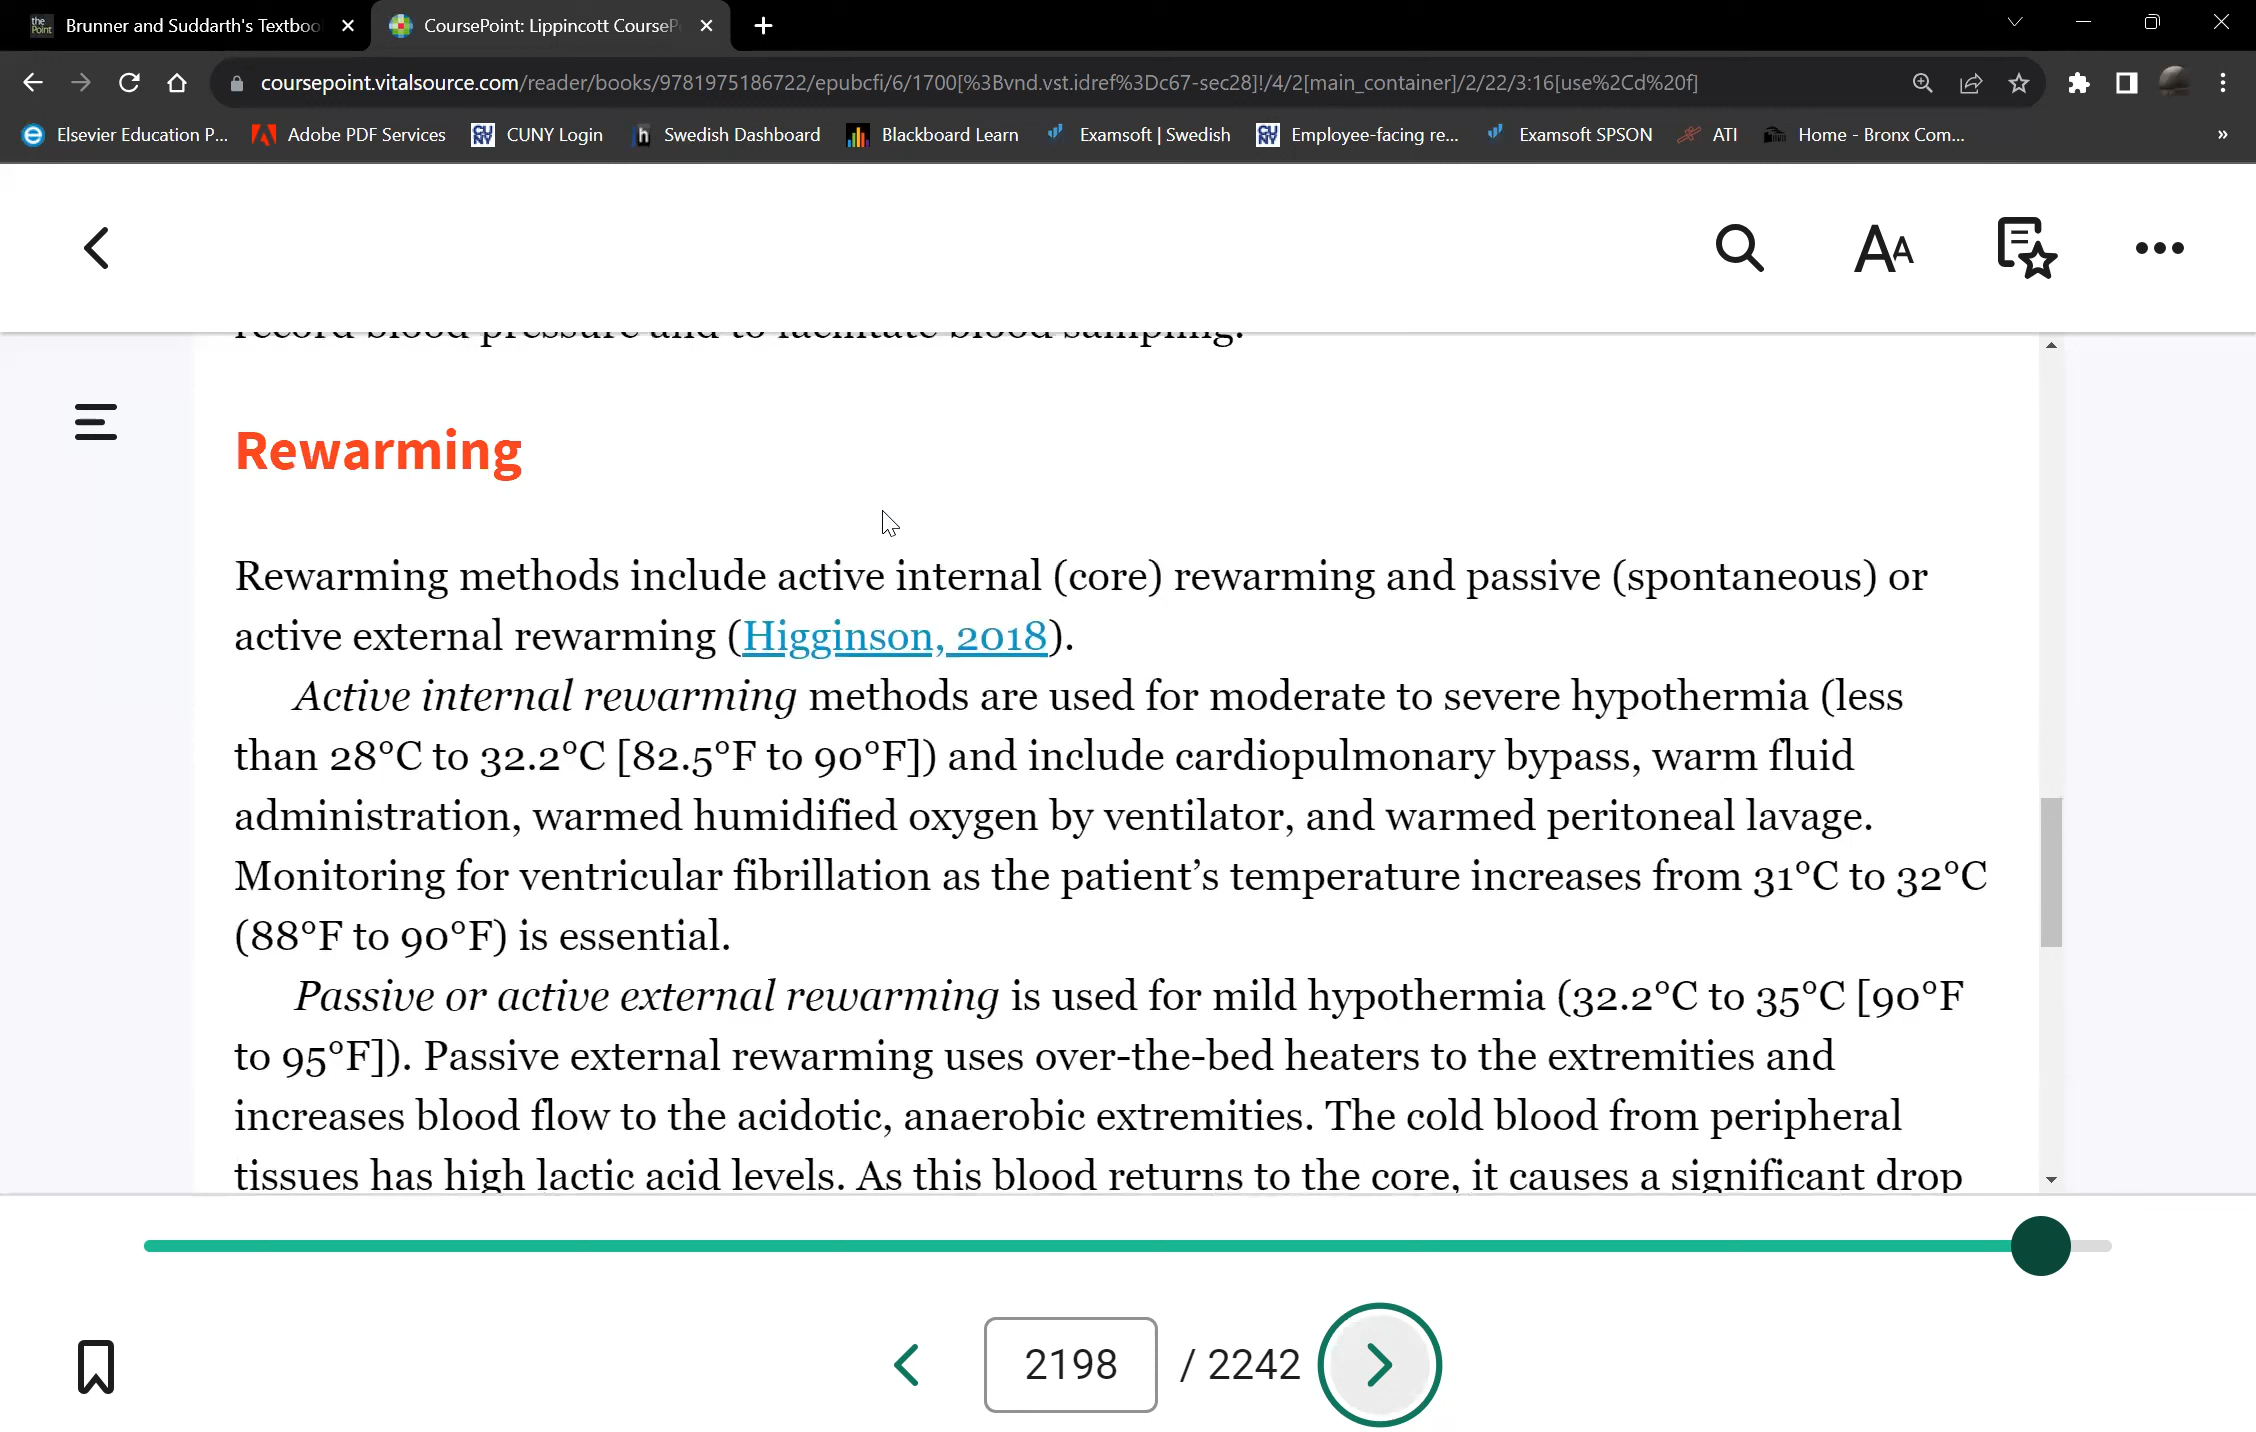 Brunner and Suddarth's Textboo
CoursePoint: Lippincott CourseP
coursepoint.vitalsource.com/reader/books/9781975186722/epubcfi/6/1700[%3Bvnd.vst.idref%3Dc67-sec28]!/4/2[main_container]/2/22/3:16[use%2Cd%20f]
Elsevier Education P... Adobe PDF Services CUNY Login Swedish Dashboard Blackboard Learn Examsoft | Swedish Employee-facing re... Examsoft SPSON ATI Home - Bronx Com... »
record blood pressure and to facilitate blood sampling.
Rewarming
Rewarming methods include active internal (core) rewarming and passive (spontaneous) or
active external rewarming (Higginson, 2018).
Active internal rewarming methods are used for moderate to severe hypothermia (less
than 28°C to 32.2°C [82.5°F to 90°F]) and include cardiopulmonary bypass, warm fluid
administration, warmed humidified oxygen by ventilator, and warmed peritoneal lavage.
Monitoring for ventricular fibrillation as the patient’s temperature increases from 31°C to 32°C
(88°F to 90°F) is essential.
Passive or active external rewarming is used for mild hypothermia (32.2°C to 35°C [90°F
to 95°F]). Passive external rewarming uses over-the-bed heaters to the extremities and
increases blood flow to the acidotic, anaerobic extremities. The cold blood from peripheral
tissues has high lactic acid levels. As this blood returns to the core, it causes a significant drop
2198 / 2242